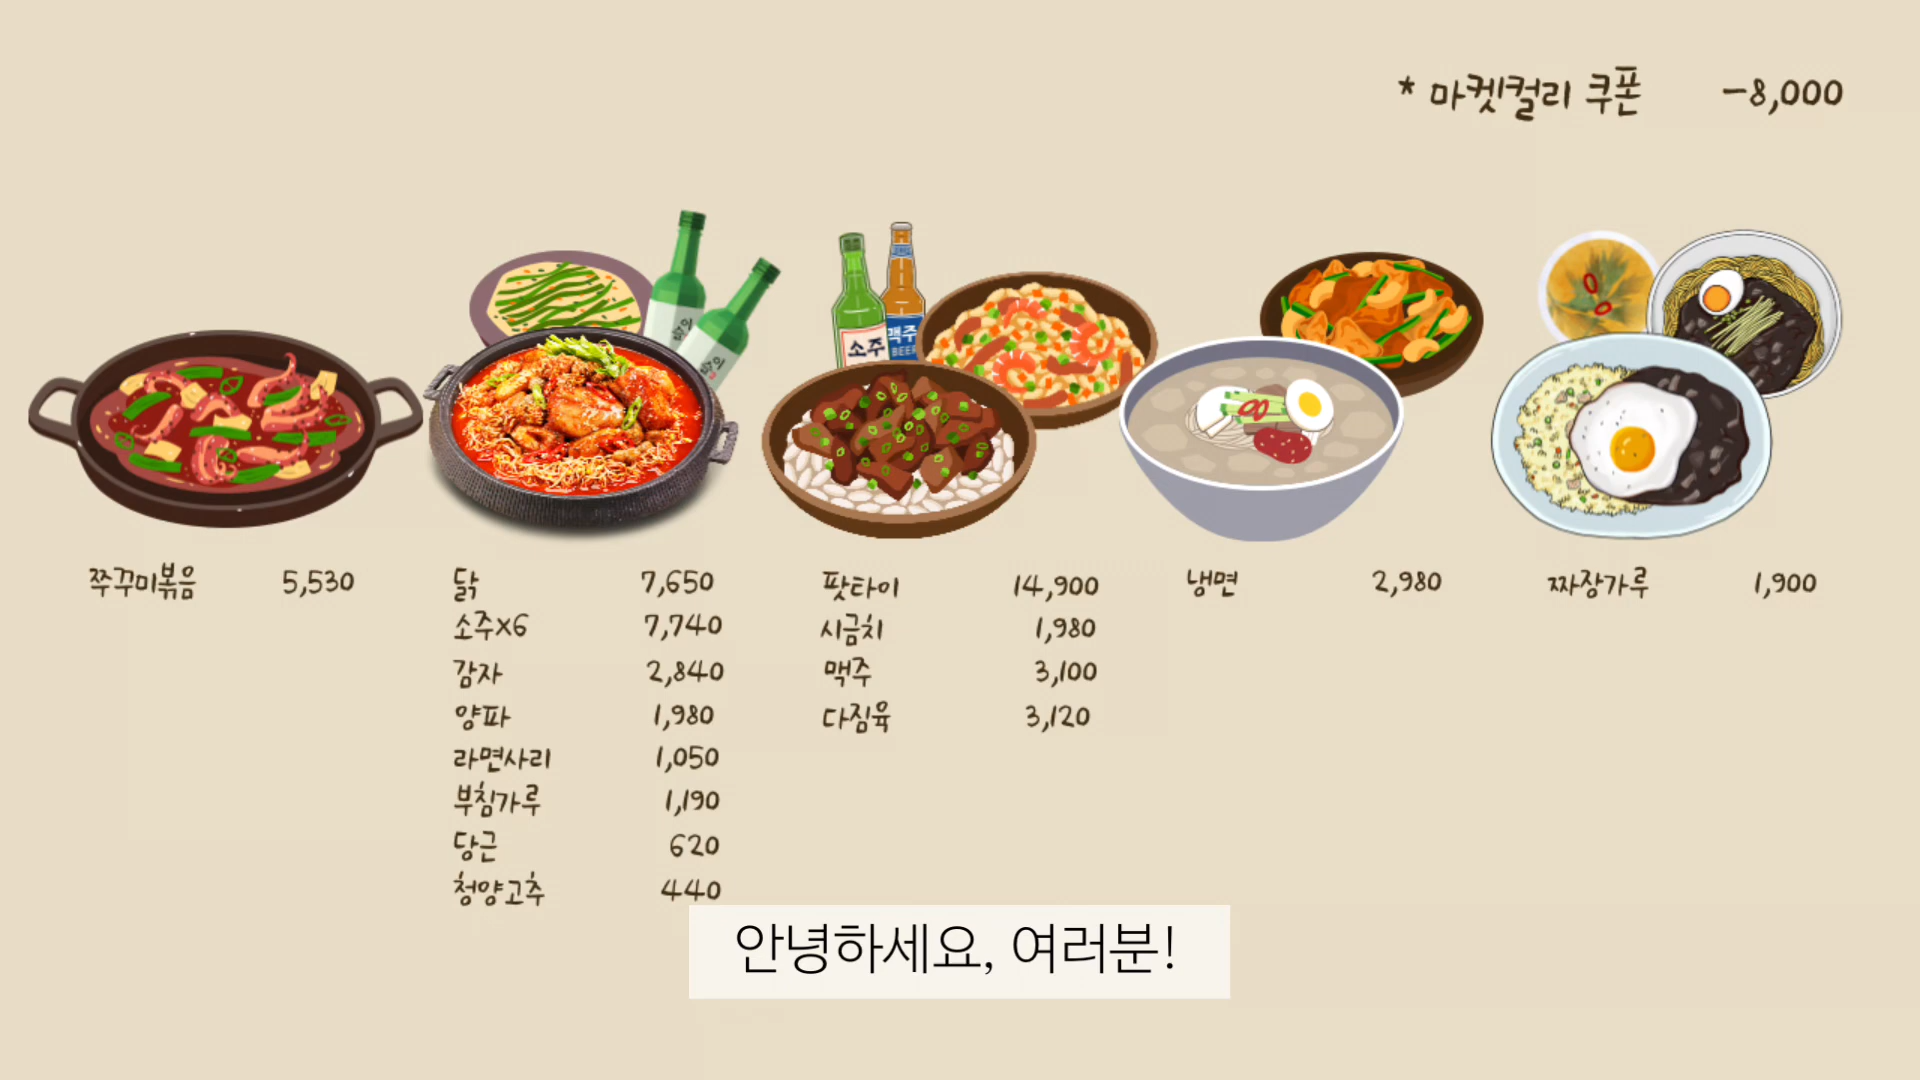 * 마켓컬리 쿠폰 -8,000
소주
맥주
BEER
쭈꾸미볶음 5,530
닭 7,650
소주X6 7,740
감자 2,840
양파 1,980
라면사리 1,050
부침가루 1,190
당근 620
청양고추 440
팟타이 14,900
시금치 1,980
맥주 3,100
다짐육 3,120
냉면 2,980
짜장가루 1,900
안녕하세요, 여러분!